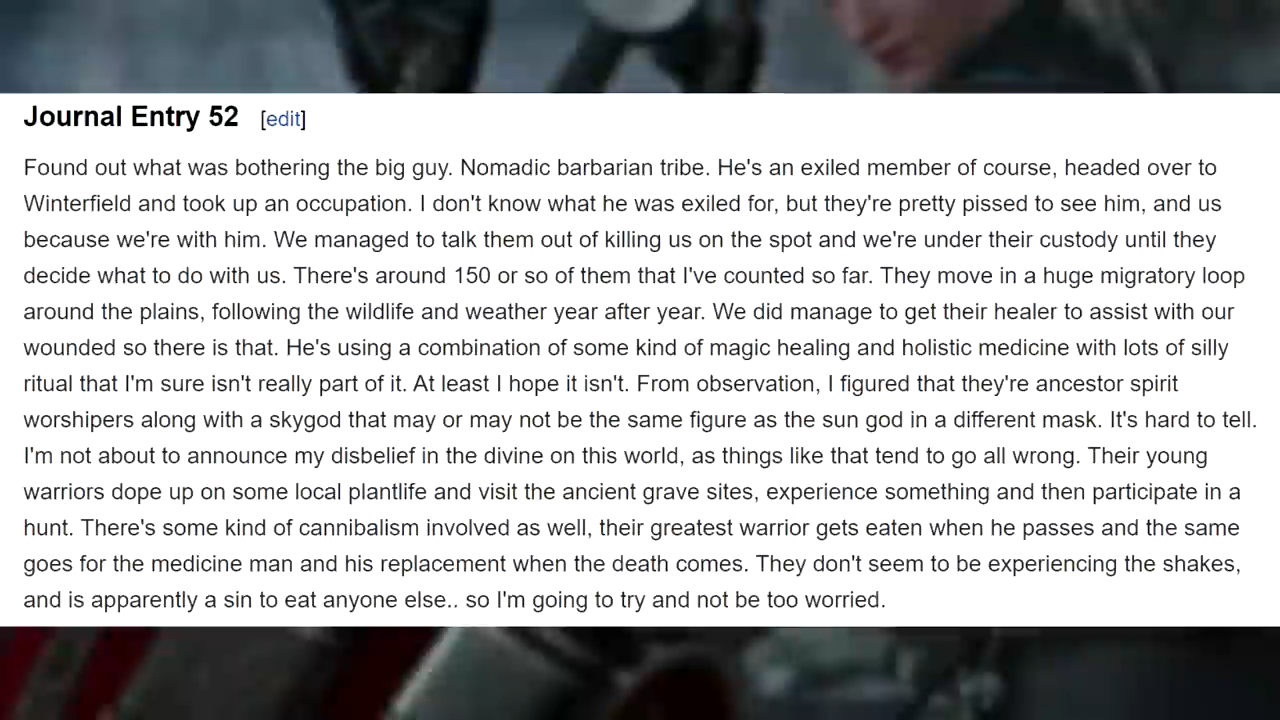 Journal Entry 52 [edit]
Found out what was bothering the big guy. Nomadic barbarian tribe. He's an exiled member of course, headed over to
Winterfield and took up an occupation. I don't know what he was exiled for, but they're pretty pissed to see him, and us
because we're with him. We managed to talk them out of killing us on the spot and we're under their custody until they
decide what to do with us. There's around 150 or so of them that I've counted so far. They move in a huge migratory loop
around the plains, following the wildlife and weather year after year. We did manage to get their healer to assist with our
wounded so there is that. He's using a combination of some kind of magic healing and holistic medicine with lots of silly
ritual that I'm sure isn't really part of it. At least I hope it isn't. From observation, I figured that they're ancestor spirit
worshipers along with a skygod that may or may not be the same figure as the sun god in a different mask. It's hard to tell.
I'm not about to announce my disbelief in the divine on this world, as things like that tend to go all wrong. Their young
warriors dope up on some local plantlife and visit the ancient grave sites, experience something and then participate in a
hunt. There's some kind of cannibalism involved as well, their greatest warrior gets eaten when he passes and the same
goes for the medicine man and his replacement when the death comes. They don't seem to be experiencing the shakes,
and is apparently a sin to eat anyone else.. so I'm going to try and not be too worried.